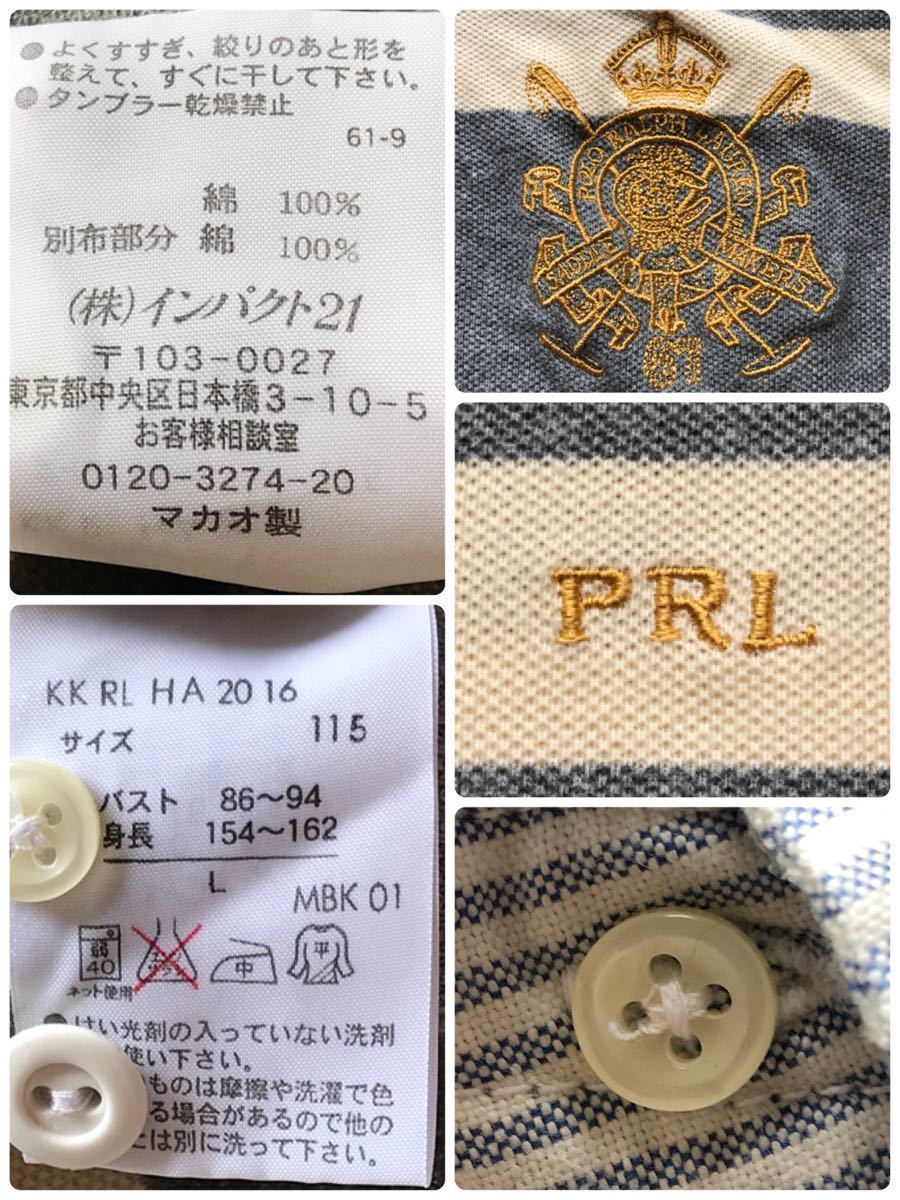 ●よくすすぎ、絞りのあと形を
整えて、すぐに干して下さい。
●タンブラー乾燥禁止
61-9
綿 100%
別布部分 綿 100%
(株)インパクト21
〒103-0027
東京都中央区日本橋3-10-5
お客様相談室
0120-3274-20
マカオ製
POLO RALPH LAUREN
SADDLE MAKERS
67
PRL
KK RL HA 2016
サイズ 115
バスト 86〜94
身長 154〜162
L
MBK 01
弱
40
中
平
ネット使用
はい光剤の入っていない洗剤
使い下さい。
ものは摩擦や洗濯で色
る場合があるので他の
とは別に洗って下さい。